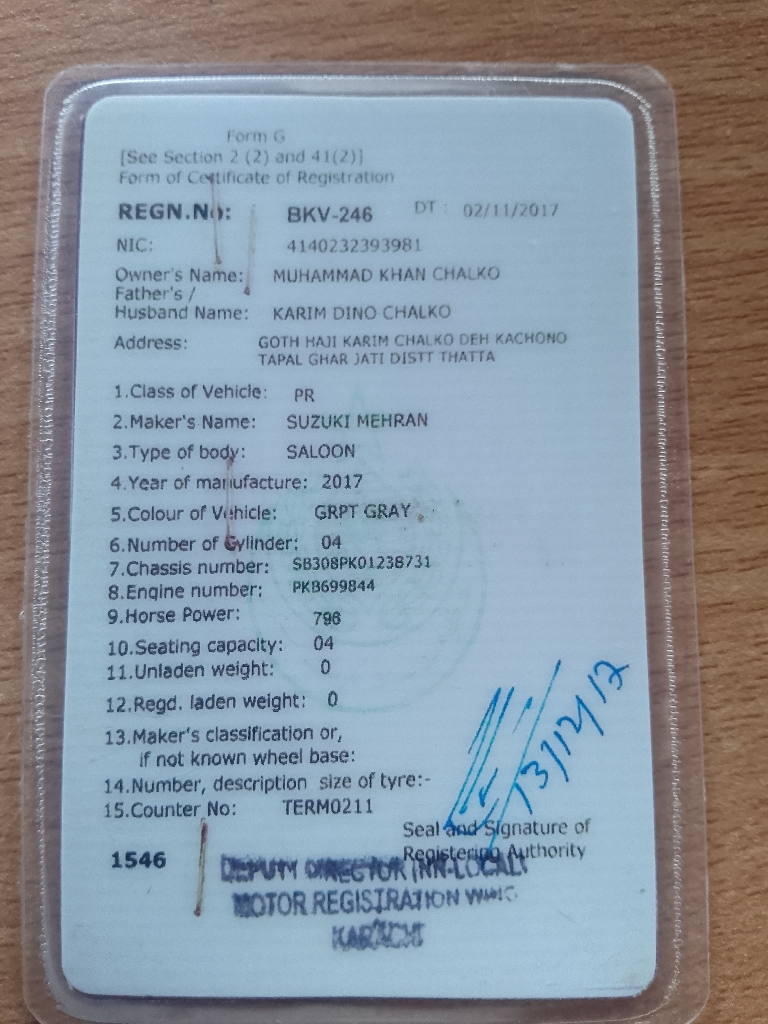 Form G
[See Section 2 (2) and 41(2)]
Form of Certificate of Registration
REGN.No: BKV-246 DT : 02/11/2017
NIC: 4140232393981
Owner's Name: MUHAMMAD KHAN CHALKO
Father's /
Husband Name: KARIM DINO CHALKO
Address: GOTH HAJI KARIM CHALKO DEH KACHONO
TAPAL GHAR JATI DISTT THATTA
1.Class of Vehicle: PR
2.Maker's Name: SUZUKI MEHRAN
3.Type of body: SALOON
4.Year of manufacture: 2017
5.Colour of Vehicle: GRPT GRAY
6.Number of Cylinder: 04
7.Chassis number: SB308PK01238731
8.Engine number: PKB699844
9.Horse Power: 796
10.Seating capacity: 04
11.Unladen weight: 0
12.Regd. laden weight: 0
13.Maker's classification or,
if not known wheel base:
14.Number, description size of tyre:-
15.Counter No: TERM0211
13/12/17
Seal and Signature of
Registering Authority
1546
DEPUTY DIRECTOR
MOTOR REGISTRATION WING
KARACHI